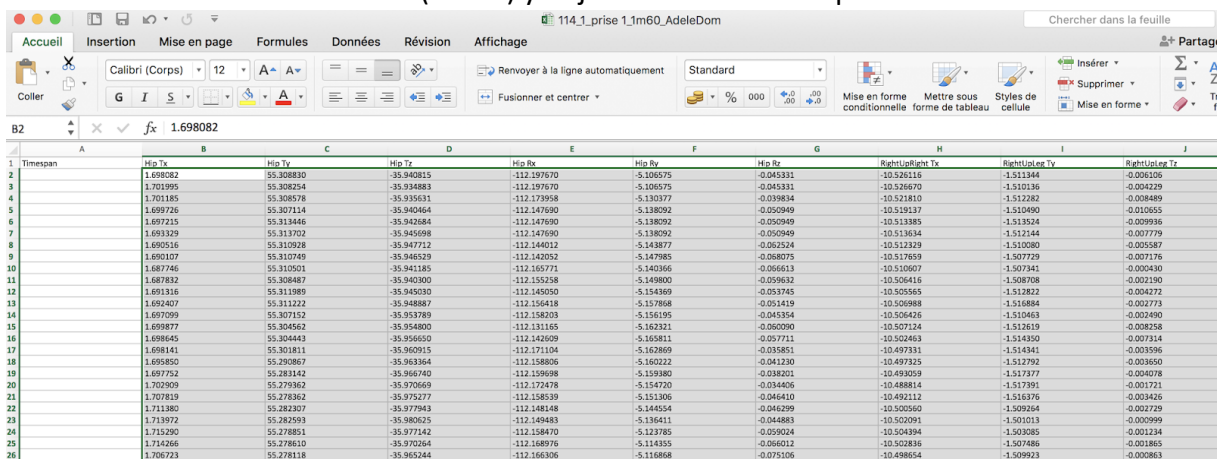 114_1_prise 1_1m60_AdeleDom
Chercher dans la feuille
Accueil Insertion Mise en page Formules Données Révision Affichage
Partage
Coller
Calibri (Corps) 12 A A
G I S A
Renvoyer à la ligne automatiquement
Fusionner et centrer
Standard
% 000
Mise en forme conditionnelle
Mettre sous forme de tableau
Styles de cellule
Insérer
Supprimer
Mise en forme
B2 fx 1.698082
A B C D E F G H I J
1 Timespan Hip Tx Hip Ty Hip Tz Hip Rx Hip Ry Hip Rz RightUpRight Tx RightUpLeg Ty RightUpLeg Tz
2 1.698082 55.308830 -35.940815 -112.197670 -5.106575 -0.045331 -10.526116 -1.511344 -0.006106
3 1.701995 55.308254 -35.934883 -112.197670 -5.106575 -0.045331 -10.526670 -1.510136 -0.004229
4 1.701185 55.308578 -35.935631 -112.173958 -5.130377 -0.039834 -10.521810 -1.512282 -0.008489
5 1.699726 55.307114 -35.940464 -112.147690 -5.138092 -0.050949 -10.519137 -1.510490 -0.010655
6 1.697215 55.313446 -35.942684 -112.147690 -5.138092 -0.050949 -10.513385 -1.513524 -0.009936
7 1.693329 55.313702 -35.945698 -112.147690 -5.138092 -0.050949 -10.513634 -1.512144 -0.007779
8 1.690516 55.310928 -35.947712 -112.144012 -5.143877 -0.062524 -10.512329 -1.510080 -0.005587
9 1.690107 55.310749 -35.946529 -112.142052 -5.147985 -0.068075 -10.517659 -1.507729 -0.007176
10 1.687746 55.310501 -35.941185 -112.165771 -5.140366 -0.066613 -10.510607 -1.507341 -0.000430
11 1.687832 55.308487 -35.940300 -112.155258 -5.149800 -0.059632 -10.506416 -1.508708 -0.002190
12 1.691316 55.311989 -35.945030 -112.145050 -5.154369 -0.053745 -10.505565 -1.512822 -0.004272
13 1.692407 55.311222 -35.948887 -112.156418 -5.157868 -0.051419 -10.506988 -1.516884 -0.002773
14 1.697099 55.307152 -35.953789 -112.158203 -5.156195 -0.045354 -10.506426 -1.510463 -0.002490
15 1.699877 55.304562 -35.954800 -112.131165 -5.162321 -0.060090 -10.507124 -1.512619 -0.008258
16 1.698645 55.304443 -35.956650 -112.142609 -5.165811 -0.057711 -10.502463 -1.514350 -0.007314
17 1.698141 55.301811 -35.960915 -112.171104 -5.162869 -0.035851 -10.497331 -1.514341 -0.003596
18 1.695850 55.290867 -35.963364 -112.158806 -5.160222 -0.041230 -10.497325 -1.512792 -0.003650
19 1.697752 55.283142 -35.966740 -112.159698 -5.159380 -0.038201 -10.493059 -1.517377 -0.004078
20 1.702909 55.279362 -35.970669 -112.172478 -5.154720 -0.034406 -10.488814 -1.517391 -0.001721
21 1.707819 55.278362 -35.975277 -112.158539 -5.151306 -0.046410 -10.492112 -1.516376 -0.003426
22 1.711380 55.282307 -35.977943 -112.148148 -5.144554 -0.046299 -10.500560 -1.509264 -0.002729
23 1.713972 55.282593 -35.980625 -112.149483 -5.136411 -0.044883 -10.502091 -1.501013 -0.000999
24 1.715290 55.278851 -35.977142 -112.158470 -5.123785 -0.059024 -10.504394 -1.503085 -0.001234
25 1.714266 55.278610 -35.970264 -112.168976 -5.114355 -0.066012 -10.502836 -1.507486 -0.001865
26 1.706723 55.278118 -35.965244 -112.166306 -5.116868 -0.075106 -10.498654 -1.509923 -0.000863